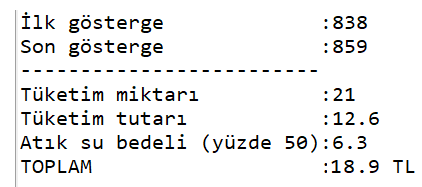 İlk gösterge             :838
Son gösterge             :859
-------------------------
Tüketim miktarı          :21
Tüketim tutarı           :12.6
Atık su bedeli (yüzde 50):6.3
TOPLAM                   :18.9 TL